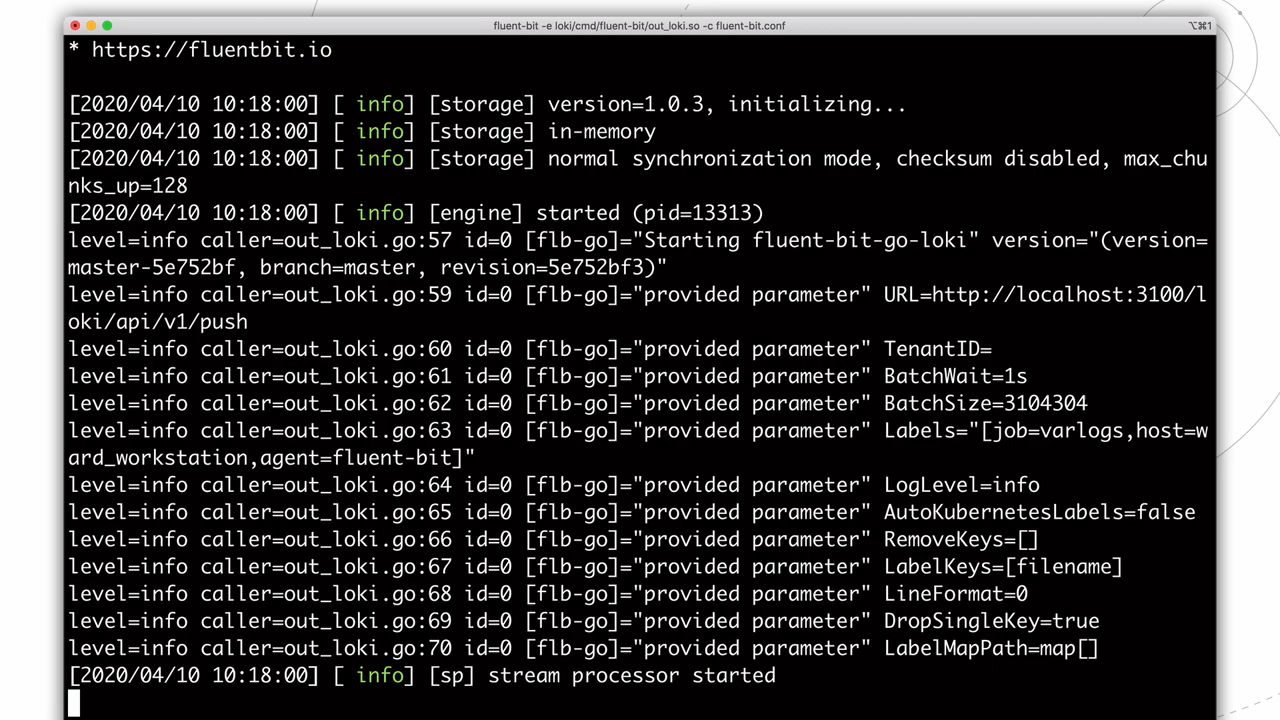 fluent-bit -e loki/cmd/fluent-bit/out_loki.so -c fluent-bit.conf
⌥⌘1
* https://fluentbit.io
[2020/04/10 10:18:00] [ info] [storage] version=1.0.3, initializing...
[2020/04/10 10:18:00] [ info] [storage] in-memory
[2020/04/10 10:18:00] [ info] [storage] normal synchronization mode, checksum disabled, max_chu
nks_up=128
[2020/04/10 10:18:00] [ info] [engine] started (pid=13313)
level=info caller=out_loki.go:57 id=0 [flb-go]="Starting fluent-bit-go-loki" version="(version=
master-5e752bf, branch=master, revision=5e752bf3)"
level=info caller=out_loki.go:59 id=0 [flb-go]="provided parameter" URL=http://localhost:3100/l
oki/api/v1/push
level=info caller=out_loki.go:60 id=0 [flb-go]="provided parameter" TenantID=
level=info caller=out_loki.go:61 id=0 [flb-go]="provided parameter" BatchWait=1s
level=info caller=out_loki.go:62 id=0 [flb-go]="provided parameter" BatchSize=3104304
level=info caller=out_loki.go:63 id=0 [flb-go]="provided parameter" Labels="[job=varlogs,host=w
ard_workstation,agent=fluent-bit]"
level=info caller=out_loki.go:64 id=0 [flb-go]="provided parameter" LogLevel=info
level=info caller=out_loki.go:65 id=0 [flb-go]="provided parameter" AutoKubernetesLabels=false
level=info caller=out_loki.go:66 id=0 [flb-go]="provided parameter" RemoveKeys=[]
level=info caller=out_loki.go:67 id=0 [flb-go]="provided parameter" LabelKeys=[filename]
level=info caller=out_loki.go:68 id=0 [flb-go]="provided parameter" LineFormat=0
level=info caller=out_loki.go:69 id=0 [flb-go]="provided parameter" DropSingleKey=true
level=info caller=out_loki.go:70 id=0 [flb-go]="provided parameter" LabelMapPath=map[]
[2020/04/10 10:18:00] [ info] [sp] stream processor started